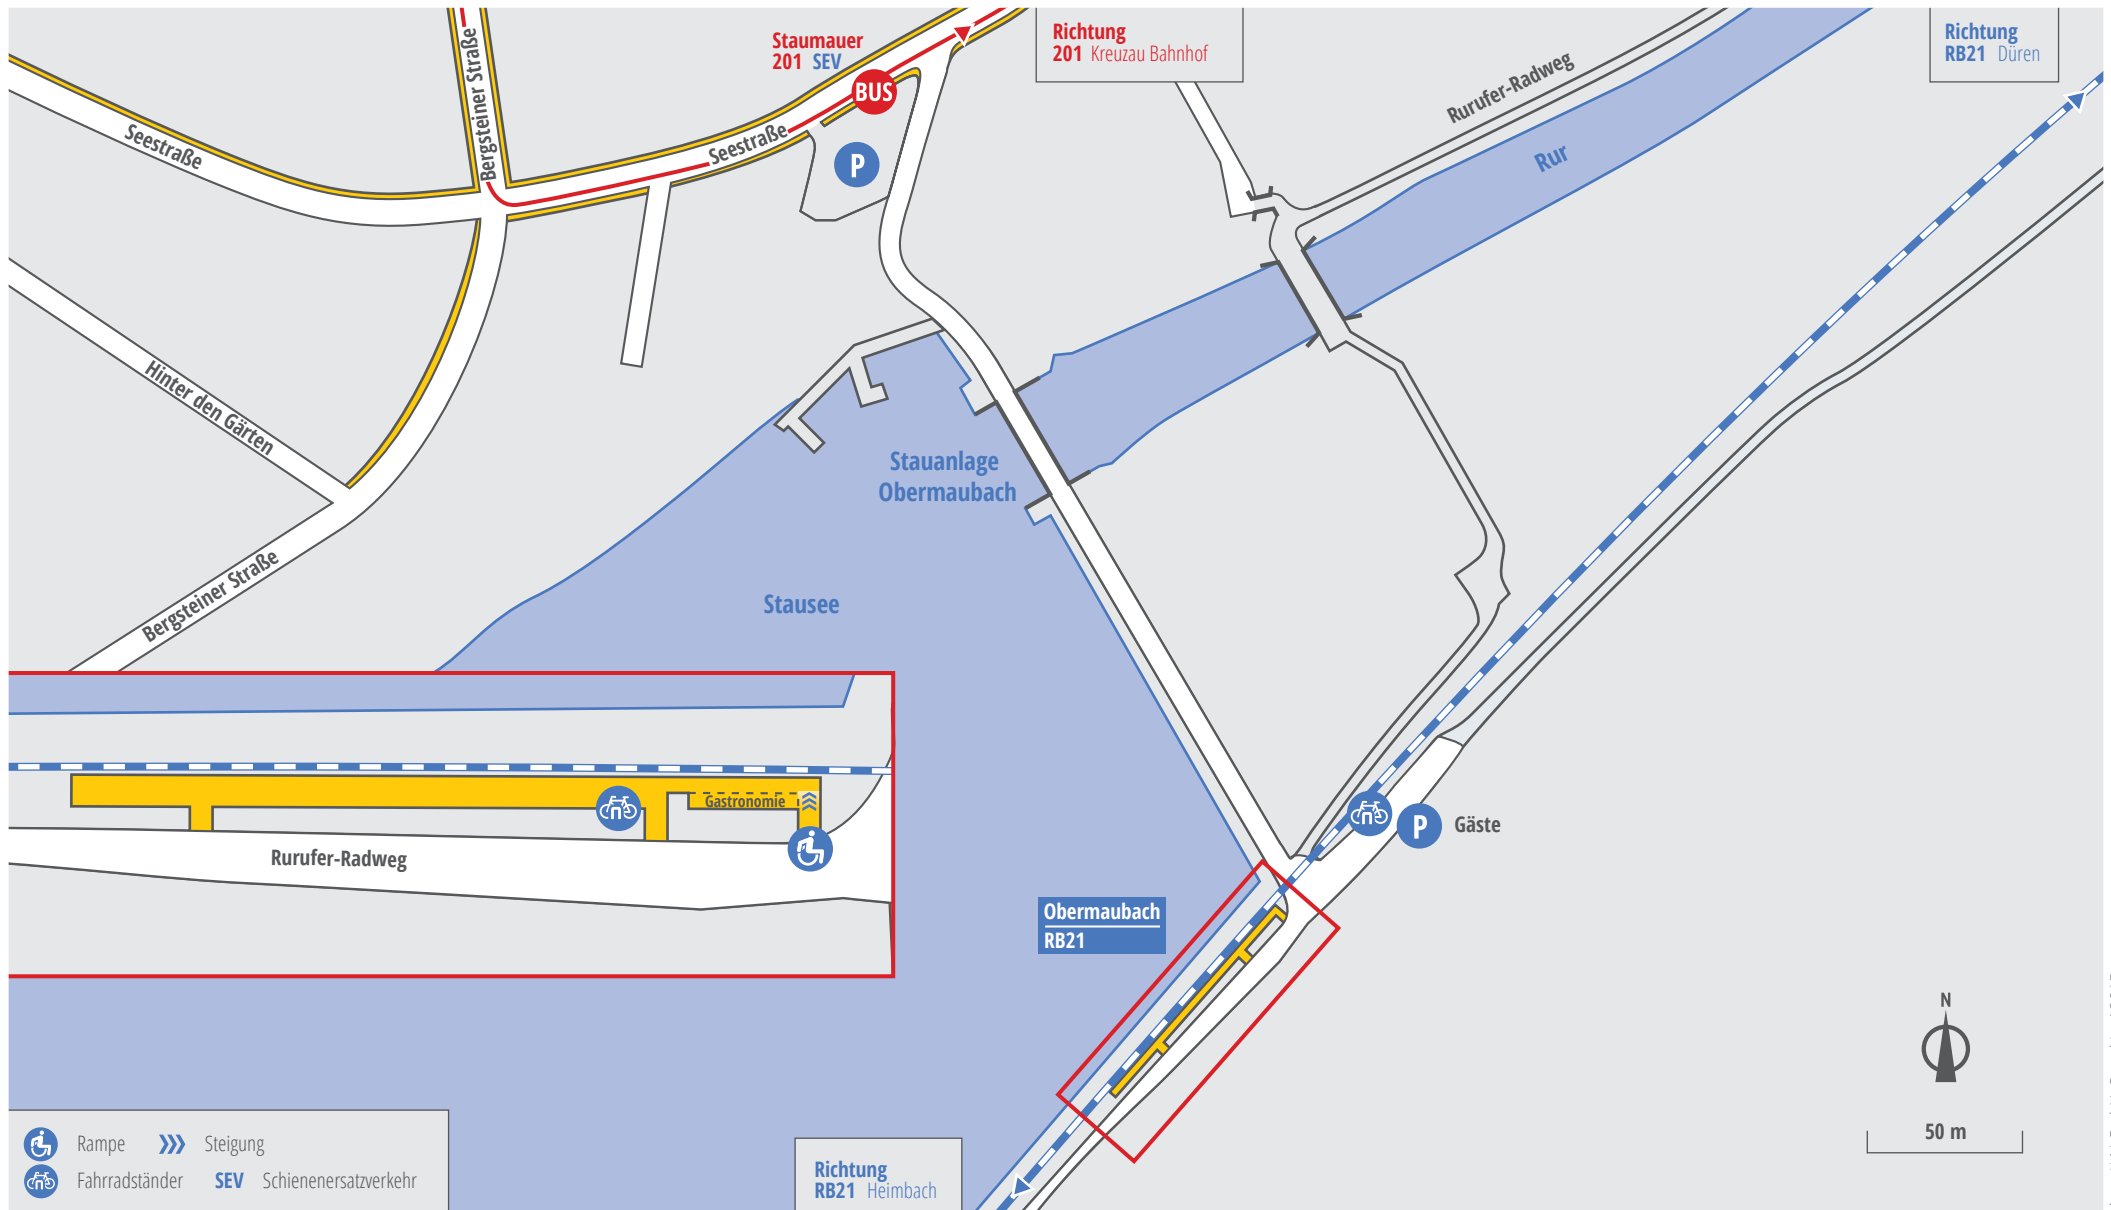 Staumauer
201 SEV
BUS
Richtung
201 Kreuzau Bahnhof
Richtung
RB21 Düren
Bergsteiner Straße
Seestraße
Seestraße
P
Rurufer-Radweg
Rur
Hinter den Gärten
Stauanlage
Obermaubach
Bergsteiner Straße
Stausee
Gastronomie
Rurufer-Radweg
P
Gäste
Obermaubach
RB21
N
50 m
Rampe
Steigung
Fahrradständer
SEV Schienenersatzverkehr
Richtung
RB21 Heimbach